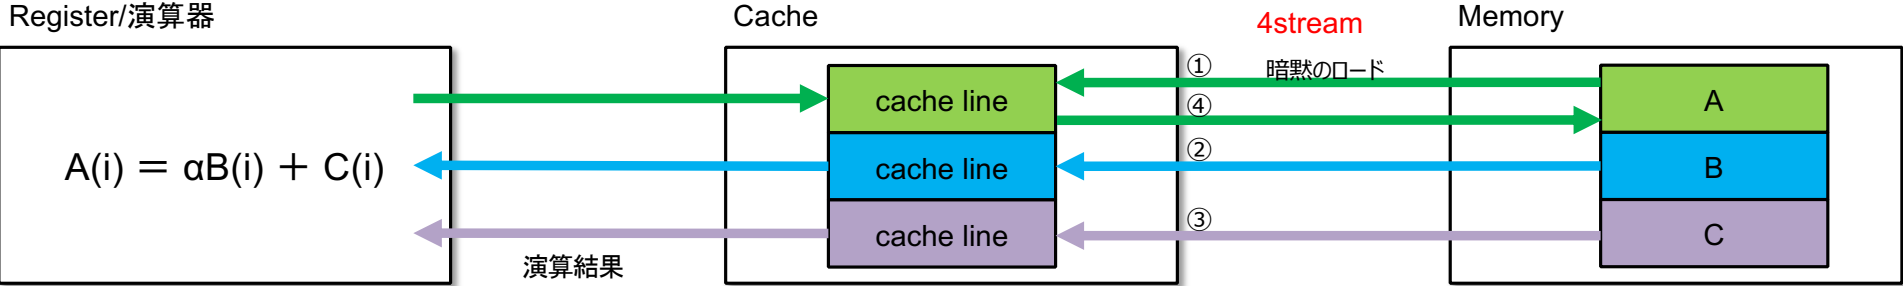 Register/演算器
Cache
4stream
Memory
①
暗黙のロード
cache line
④
A
A(i) ＝ αB(i) ＋ C(i)
②
cache line
B
③
cache line
C
演算結果